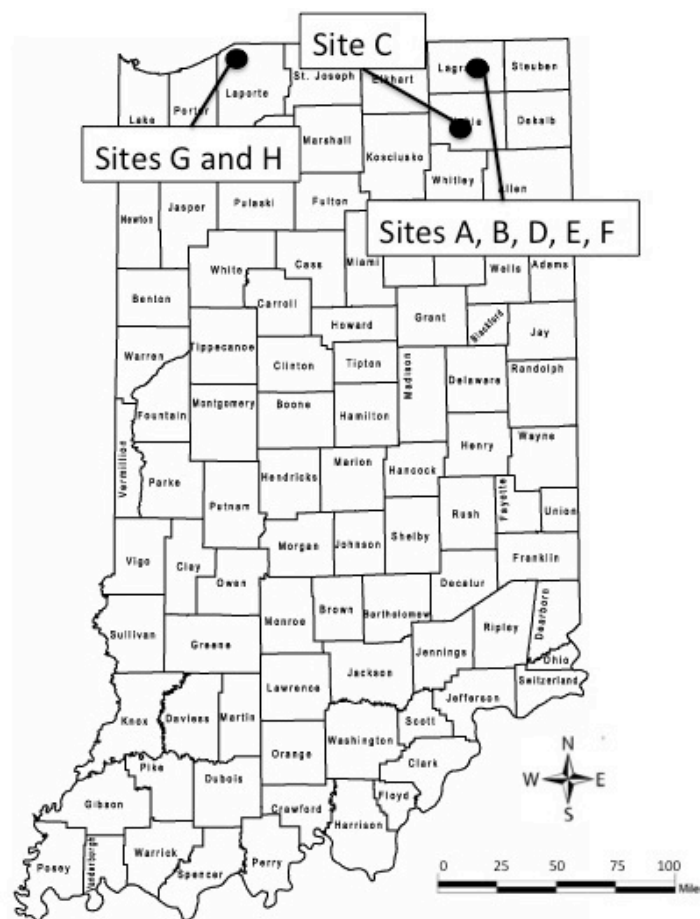 Site C
Lagra Steuben
St. Joseph Elkhart
Laporte
Porter
Lake Dekalb
Marshall
Sites G and H
Kosciusko
Whitley
Allen
Newton Jasper Pulaski Fulton
Sites A, B, D, E, F
White Cass Miami
Wells Adams
Benton Carroll
Grant Blackford
Howard Jay
Warren Tippecanoe
Clinton Tipton
Madison Delaware Randolph
Fountain Montgomery Boone Hamilton
Vermillion Henry Wayne
Parke Hendricks Marion Hancock
Putnam Rush Fayette Union
Morgan Johnson Shelby
Vigo Clay Franklin
Owen Decatur
Brown Bartholomew Dearborn
Sullivan Greene Monroe Ripley
Jennings
Jackson Ohio
Lawrence Switzerland
Knox Daviess Martin Jefferson
Scott
Orange Washington
Pike Clark
Dubois
N
W E
S
Gibson Crawford Floyd
Harrison
Posey Vanderburgh Warrick Perry
Spencer
0 25 50 75 100
Mile